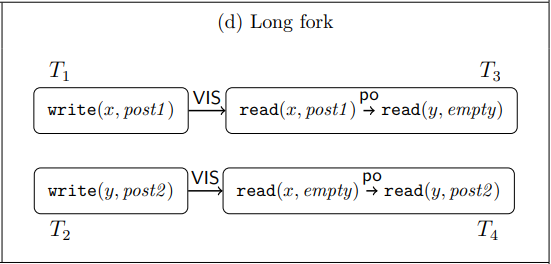 (d) Long fork
T1 T3
VIS po
write(x, post1) read(x, post1) → read(y, empty)
VIS po
write(y, post2) read(x, empty) → read(y, post2)
T2 T4